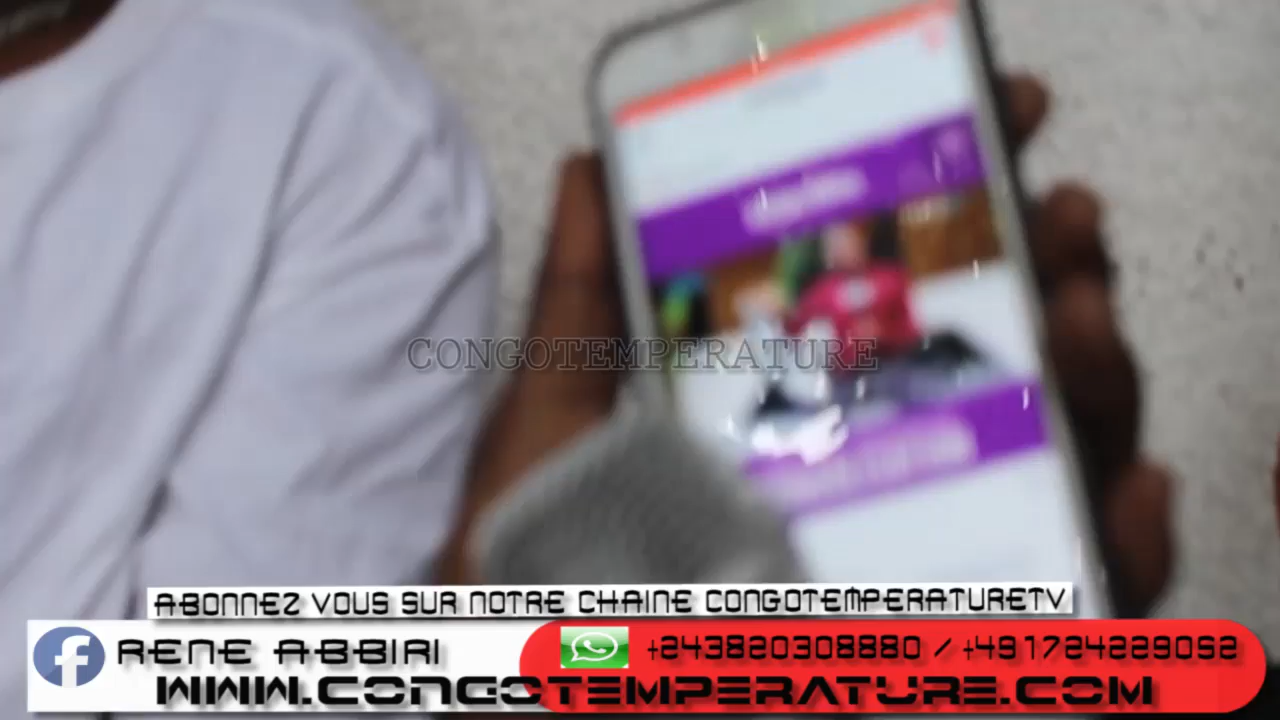 CONGOTEMPERATURE
ABONNEZ VOUS SUR NOTRE CHAINE CONGOTEMPERATURETV
RENE ABBIRI
+243820308880 / +491724229052
WWW.CONGOTEMPERATURE.COM